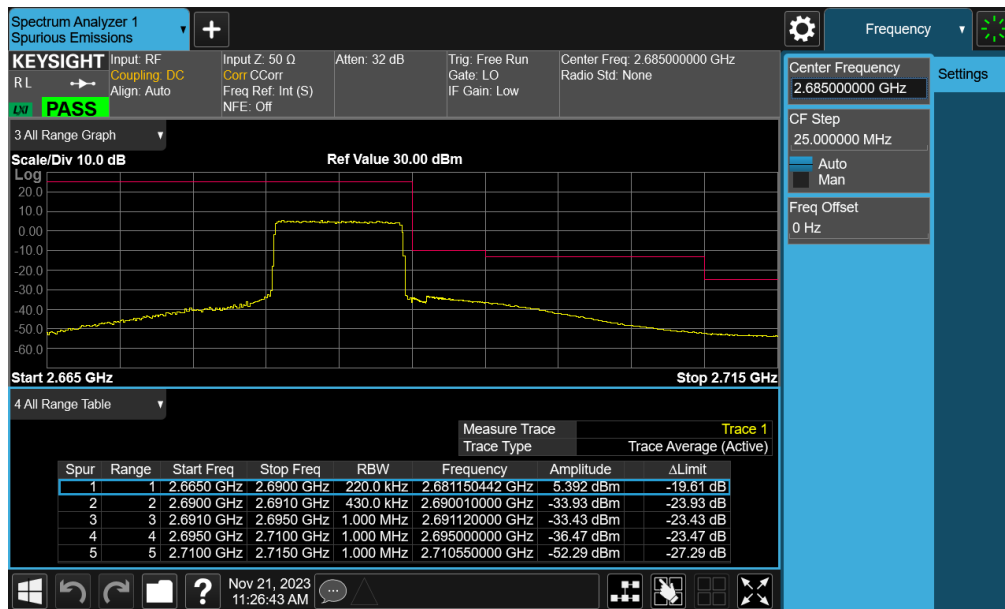 Spectrum Analyzer 1
Spurious Emissions
Frequency
KEYSIGHT
R L
LXI
PASS
Input: RF
Coupling: DC
Align: Auto
Input Z: 50 Ω
Corr CCorr
Freq Ref: Int (S)
NFE: Off
Atten: 32 dB
Trig: Free Run
Gate: LO
IF Gain: Low
Center Freq: 2.685000000 GHz
Radio Std: None
Center Frequency
2.685000000 GHz
Settings
CF Step
25.000000 MHz
Auto
Man
Freq Offset
0 Hz
3 All Range Graph
Scale/Div 10.0 dB
Ref Value 30.00 dBm
Log
20.0
10.0
0.00
-10.0
-20.0
-30.0
-40.0
-50.0
-60.0
Start 2.665 GHz
Stop 2.715 GHz
4 All Range Table
Measure Trace Trace 1
Trace Type Trace Average (Active)
Spur Range Start Freq Stop Freq RBW Frequency Amplitude ΔLimit
1 1 2.6650 GHz 2.6900 GHz 220.0 kHz 2.681150442 GHz 5.392 dBm -19.61 dB
2 2 2.6900 GHz 2.6910 GHz 430.0 kHz 2.690010000 GHz -33.93 dBm -23.93 dB
3 3 2.6910 GHz 2.6950 GHz 1.000 MHz 2.691120000 GHz -33.43 dBm -23.43 dB
4 4 2.6950 GHz 2.7100 GHz 1.000 MHz 2.695000000 GHz -36.47 dBm -23.47 dB
5 5 2.7100 GHz 2.7150 GHz 1.000 MHz 2.710550000 GHz -52.29 dBm -27.29 dB
?
Nov 21, 2023
11:26:43 AM